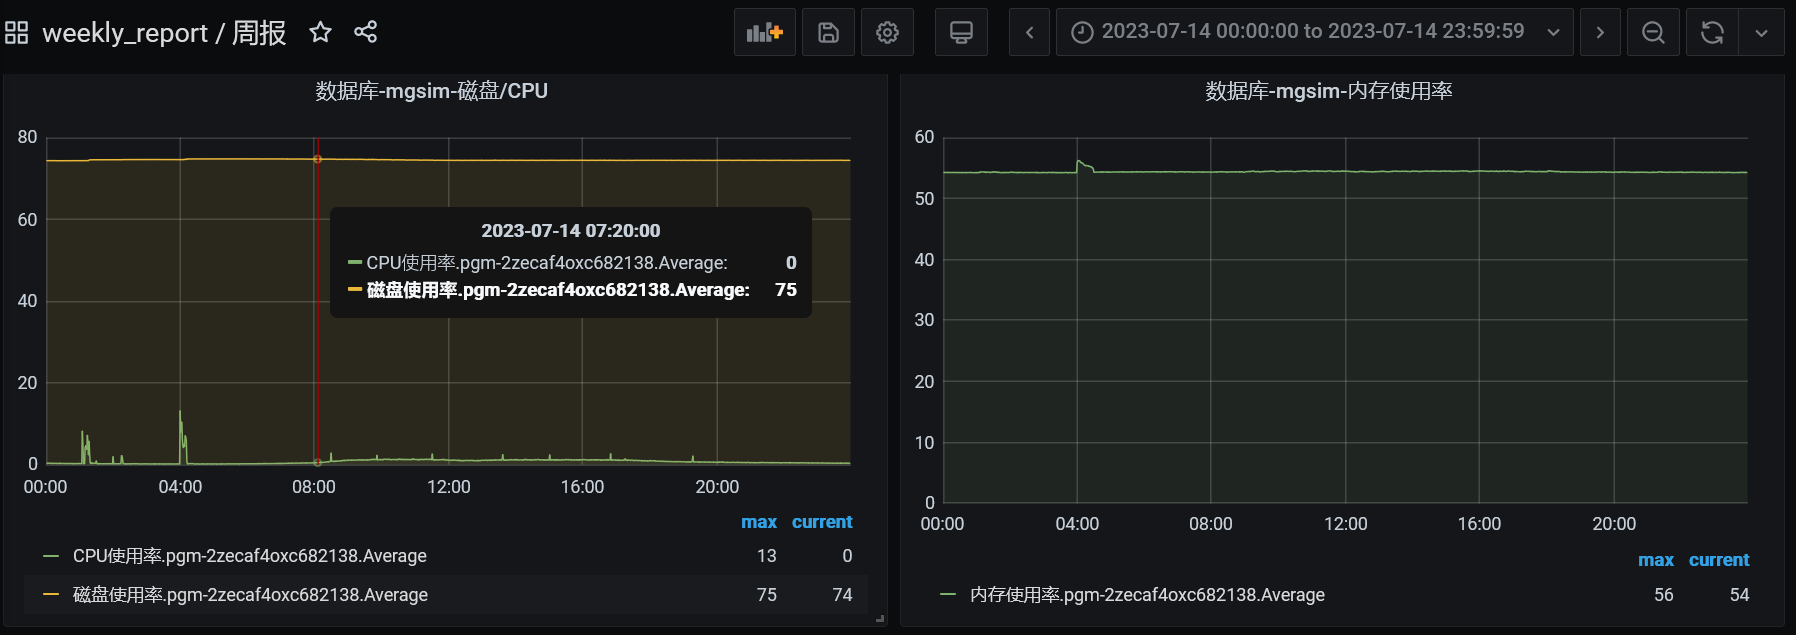 weekly_report / 周报
2023-07-14 00:00:00 to 2023-07-14 23:59:59
数据库-mgsim-磁盘/CPU
80
60
40
20
0
00:00 04:00 08:00 12:00 16:00 20:00
2023-07-14 07:20:00
CPU使用率.pgm-2zecaf4oxc682138.Average: 0
磁盘使用率.pgm-2zecaf4oxc682138.Average: 75
max current
CPU使用率.pgm-2zecaf4oxc682138.Average 13 0
磁盘使用率.pgm-2zecaf4oxc682138.Average 75 74
数据库-mgsim-内存使用率
60
50
40
30
20
10
0
00:00 04:00 08:00 12:00 16:00 20:00
max current
内存使用率.pgm-2zecaf4oxc682138.Average 56 54